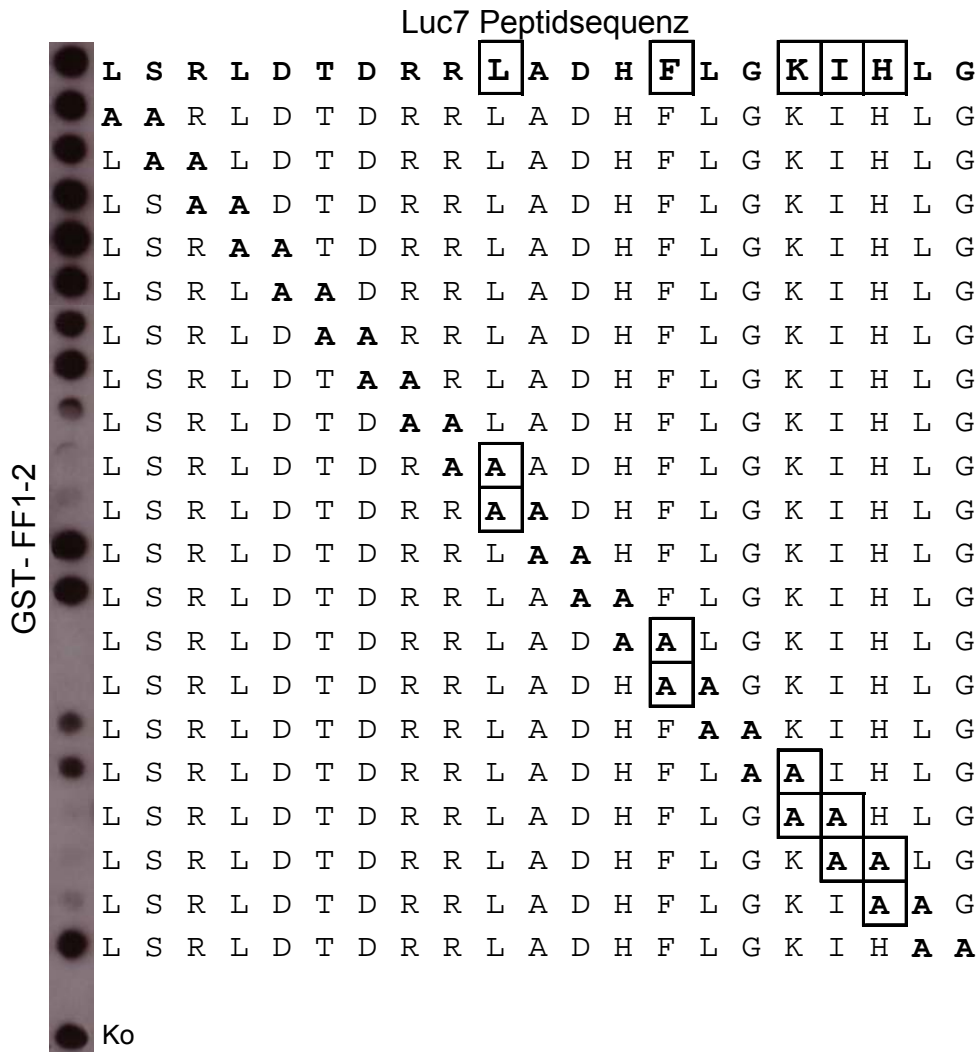 Luc7 Peptidsequenz
GST- FF1-2
L S R L D T D R R L A D H F L G K I H L G
A A R L D T D R R L A D H F L G K I H L G
L A A L D T D R R L A D H F L G K I H L G
L S A A D T D R R L A D H F L G K I H L G
L S R A A T D R R L A D H F L G K I H L G
L S R L A A D R R L A D H F L G K I H L G
L S R L D A A R R L A D H F L G K I H L G
L S R L D T A A R L A D H F L G K I H L G
L S R L D T D A A L A D H F L G K I H L G
L S R L D T D R A A A D H F L G K I H L G
L S R L D T D R R A A D H F L G K I H L G
L S R L D T D R R L A A H F L G K I H L G
L S R L D T D R R L A A A F L G K I H L G
L S R L D T D R R L A D A A L G K I H L G
L S R L D T D R R L A D H A A G K I H L G
L S R L D T D R R L A D H F A A K I H L G
L S R L D T D R R L A D H F L A A I H L G
L S R L D T D R R L A D H F L G A A H L G
L S R L D T D R R L A D H F L G K A A L G
L S R L D T D R R L A D H F L G K I A A G
L S R L D T D R R L A D H F L G K I H A A
Ko